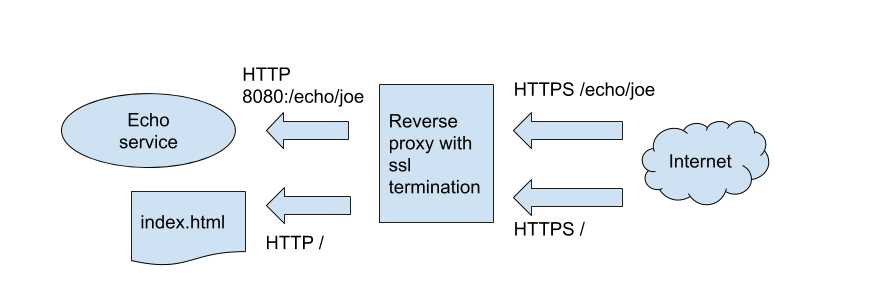 HTTP
8080:/echo/joe
HTTPS /echo/joe
Echo
service
Reverse
proxy with
ssl
termination
Internet
index.html
HTTP /
HTTPS /